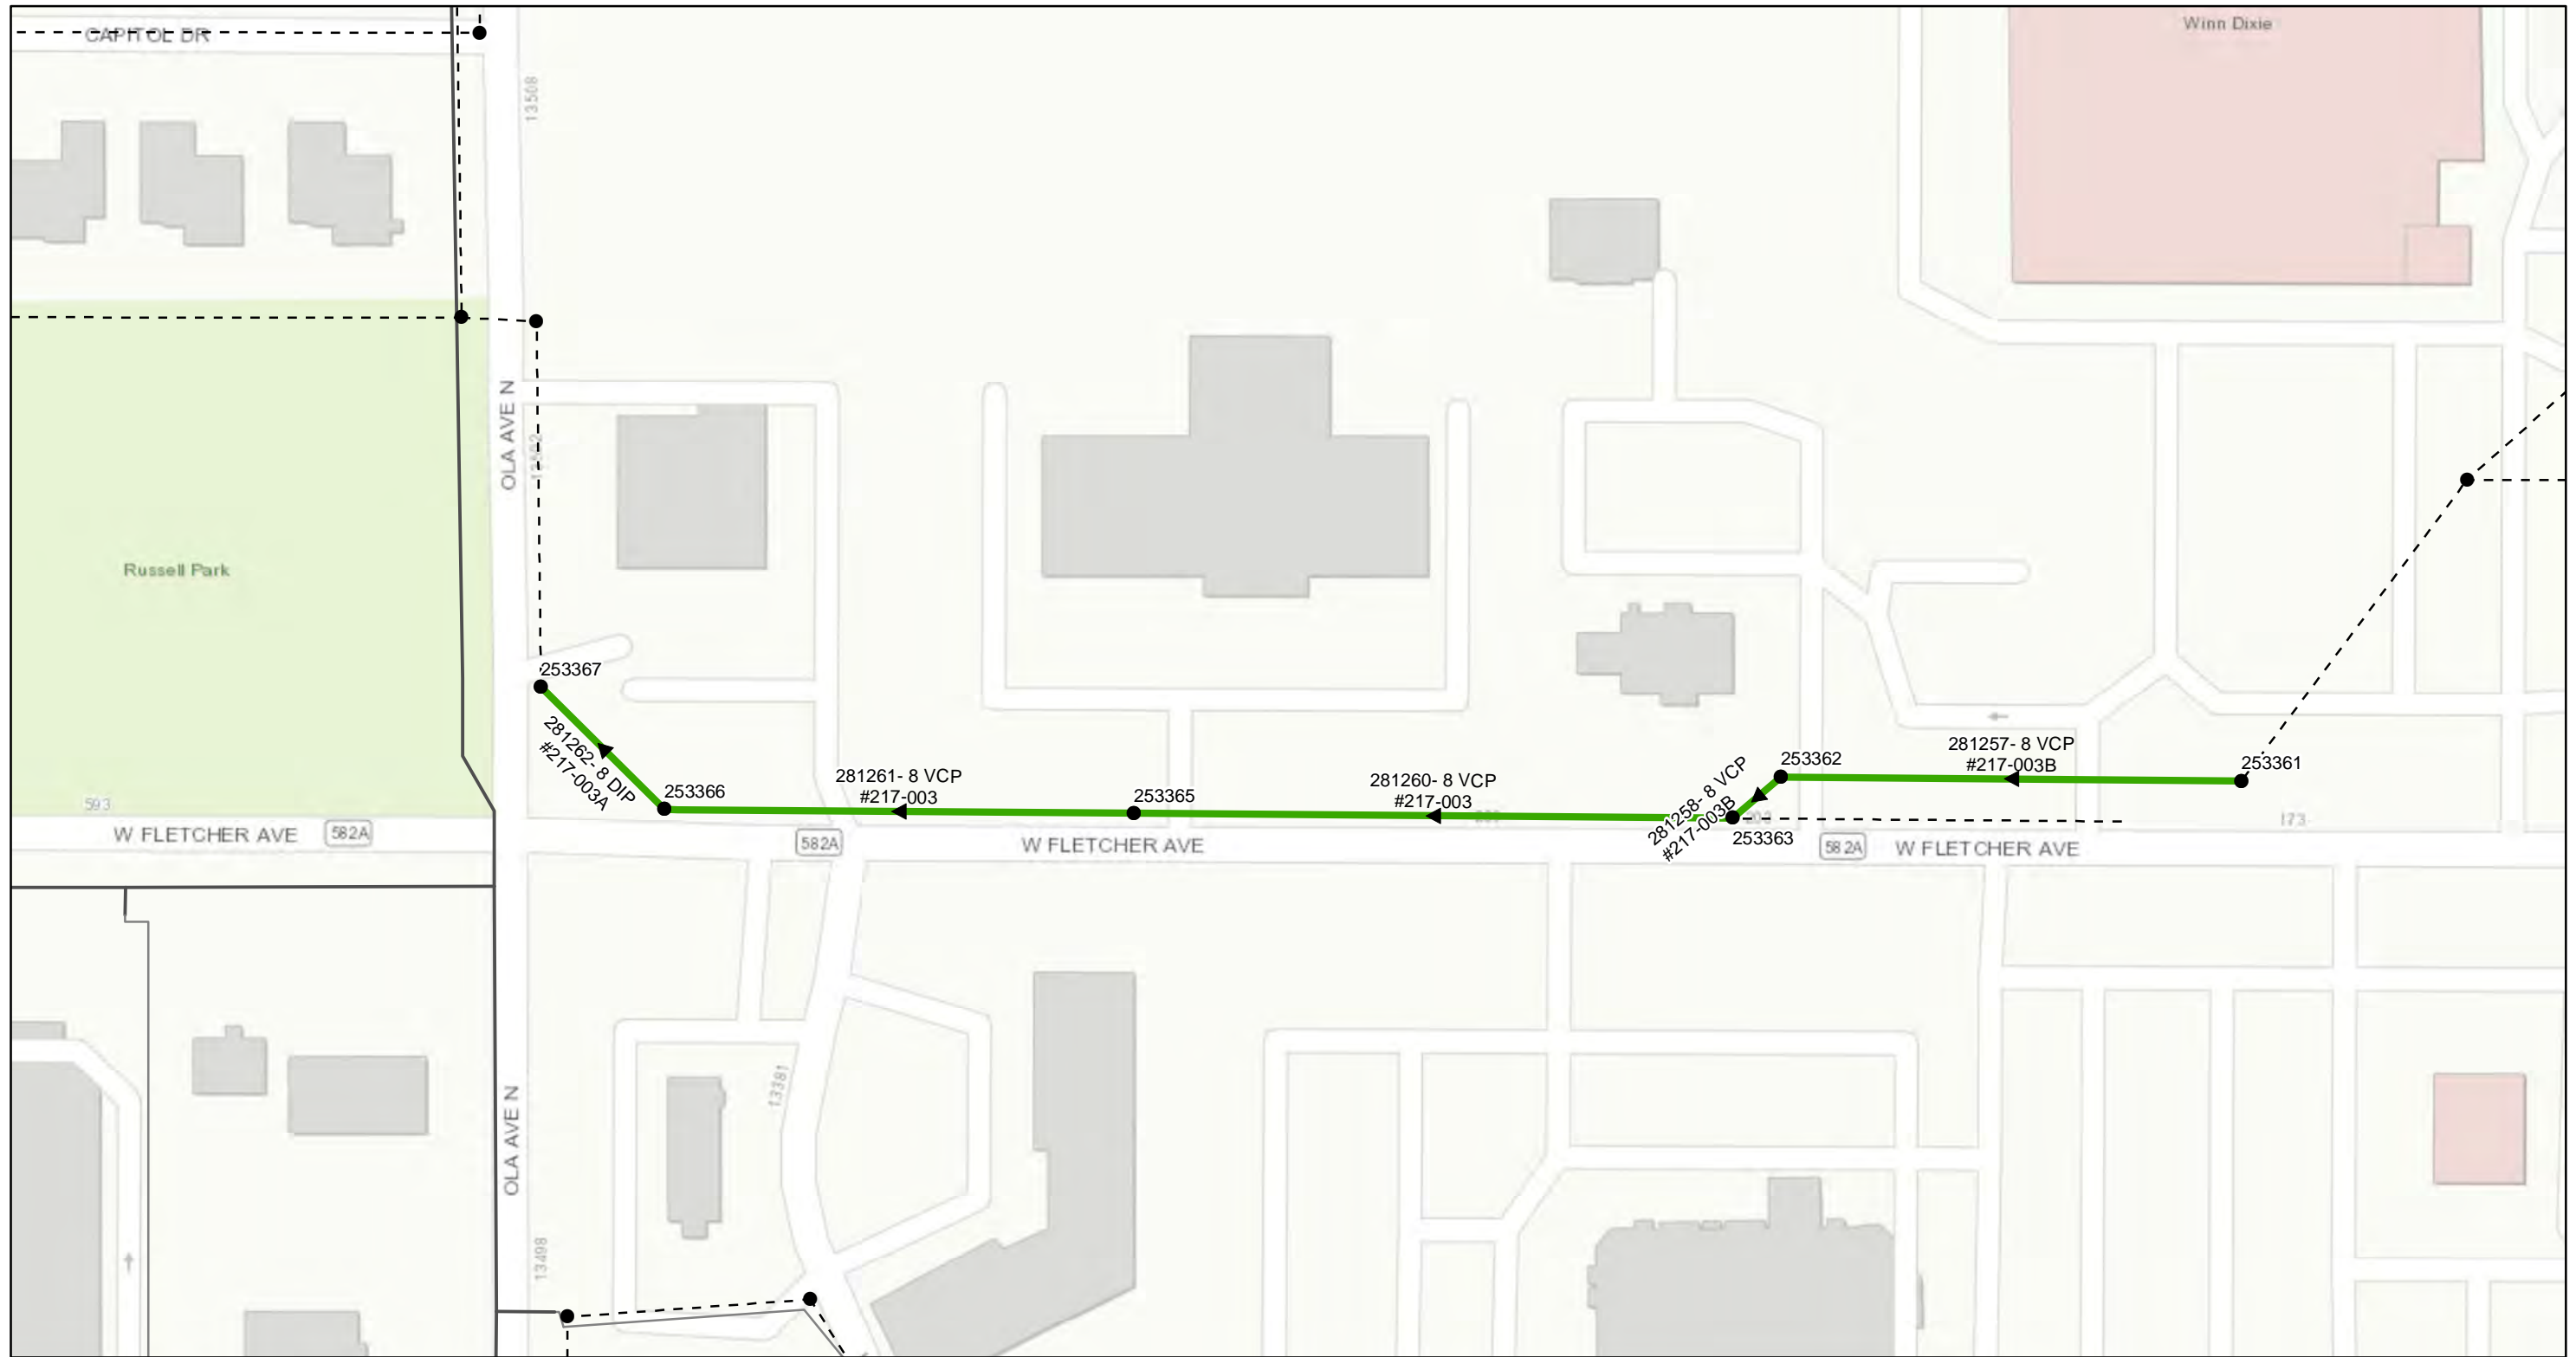 Winn Dixie
CAPITOL DR
13508
OLA AVE N
Russell Park
253367
281262- 8 DIP
#217-003A
253366
281261- 8 VCP
#217-003
253365
281260- 8 VCP
#217-003
281258- 8 VCP
#217-003B
253362
253363
281257- 8 VCP
#217-003B
253361
593
173
W FLETCHER AVE
582A
582A
W FLETCHER AVE
582A
W FLETCHER AVE
13381
OLA AVE N
13498